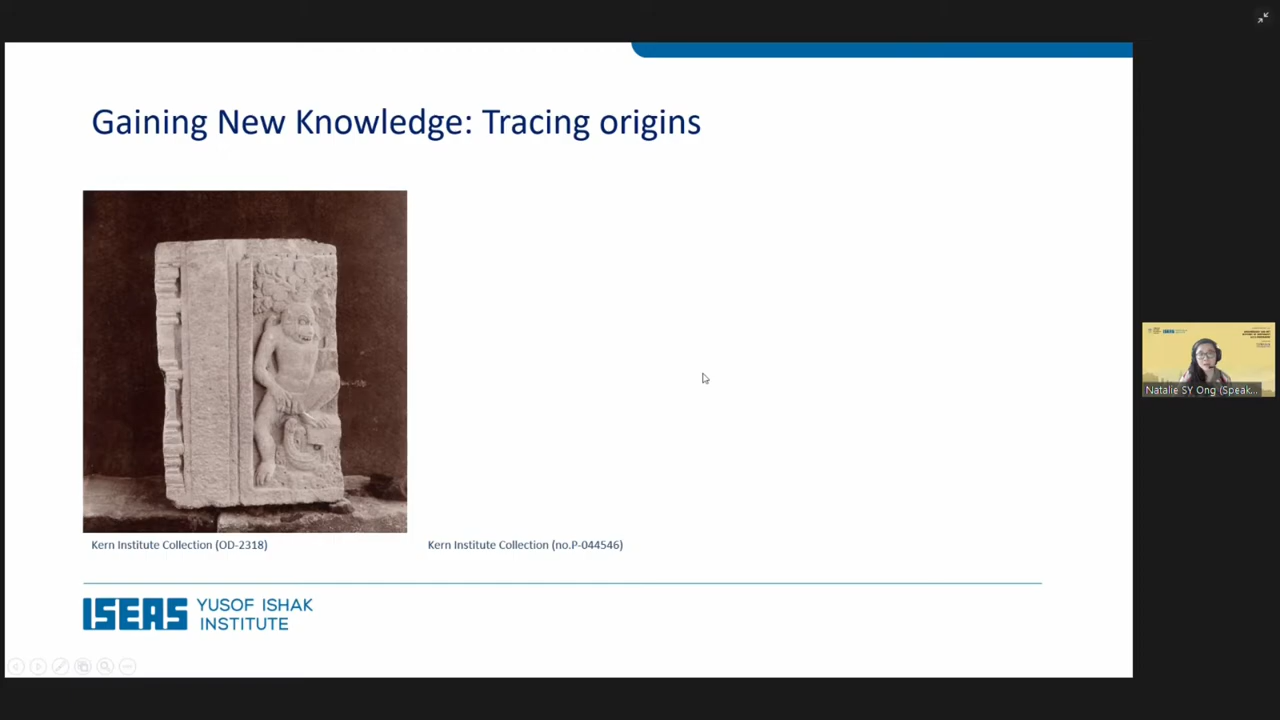 Gaining New Knowledge: Tracing origins
Kern Institute Collection (OD-2318)
Kern Institute Collection (no.P-044546)
ISEAS YUSOF ISHAK
INSTITUTE
Natalie SY Ong (Speak...